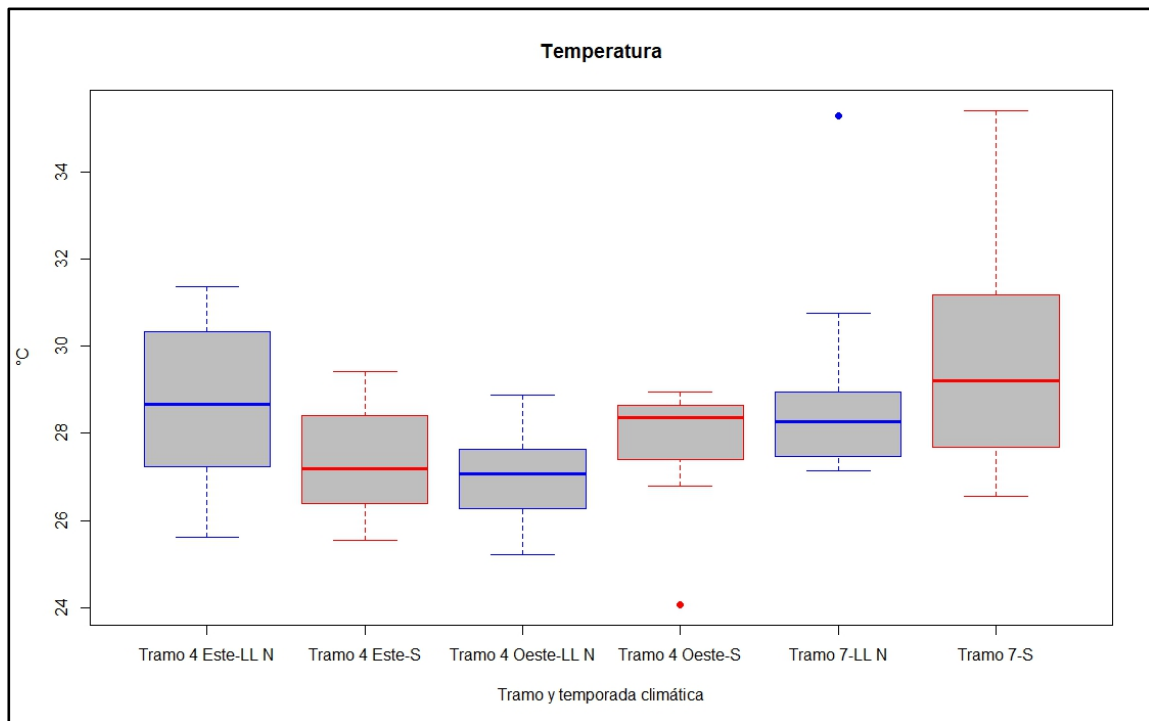 Temperatura
°C
34
32
30
28
26
24
Tramo 4 Este-LL N Tramo 4 Este-S Tramo 4 Oeste-LL N Tramo 4 Oeste-S Tramo 7-LL N Tramo 7-S
Tramo y temporada climática